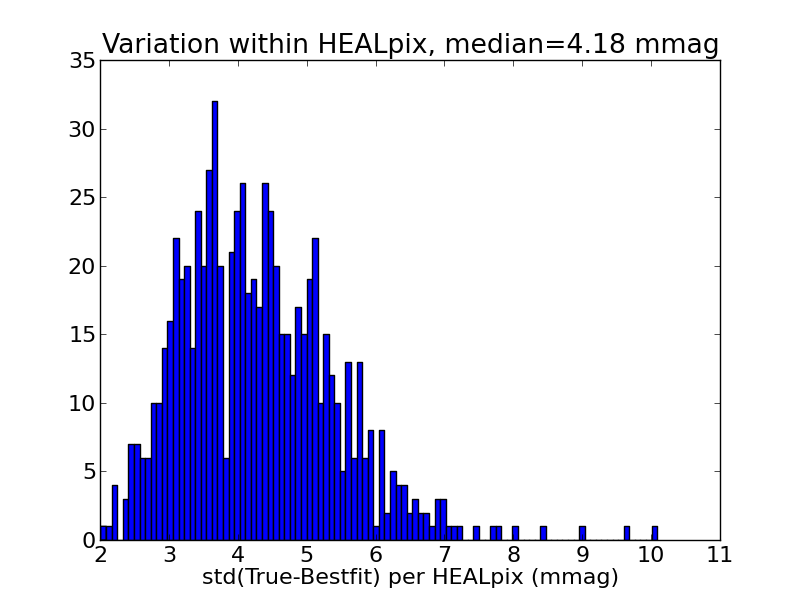 Variation within HEALpix, median=4.18 mmag
35
30
25
20
15
10
5
0
2 3 4 5 6 7 8 9 10 11
std(True-Bestfit) per HEALpix (mmag)